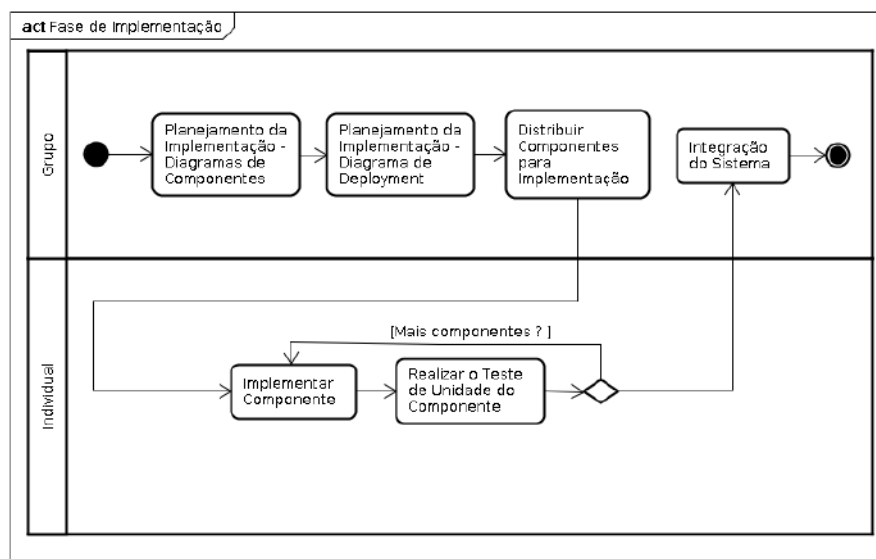 act Fase de Implementação
Grupo
Planejamento da
Implementação -
Diagramas de
Componentes
Planejamento da
Implementação -
Diagrama de
Deployment
Distribuir
Componentes
para
Implementação
Integração
do Sistema
Individual
[Mais componentes ? ]
Implementar
Componente
Realizar o Teste
de Unidade do
Componente